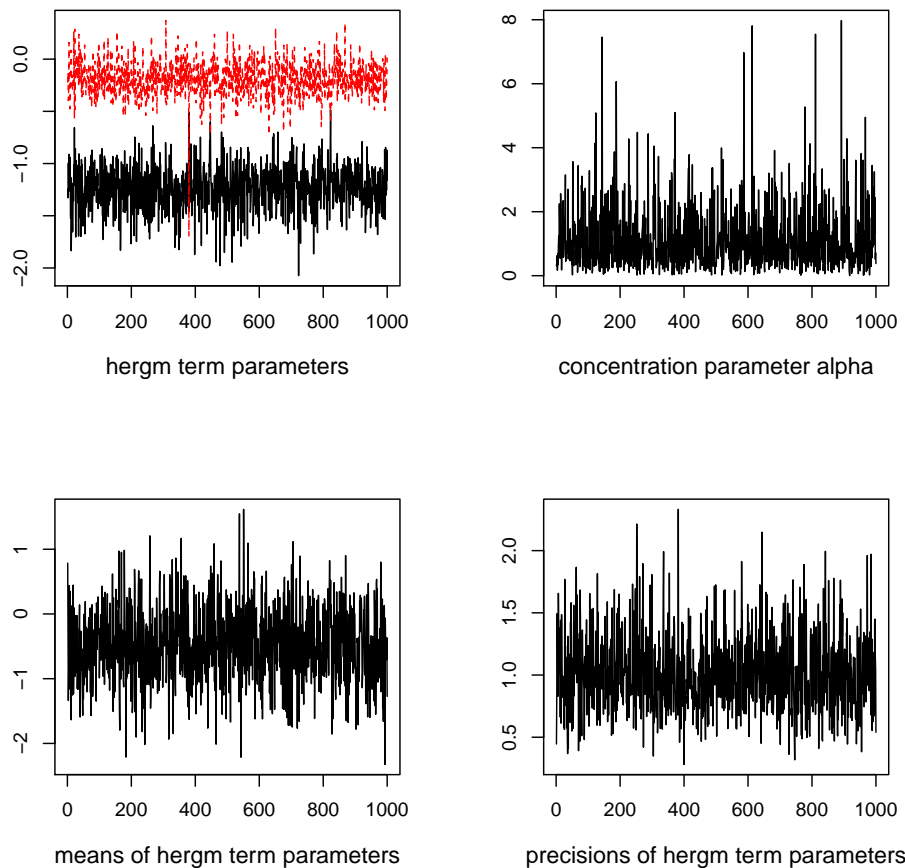 0.0
−1.0
−2.0
0 200 400 600 800 1000
hergm term parameters
8
6
4
2
0
0 200 400 600 800 1000
concentration parameter alpha
1
0
−1
−2
0 200 400 600 800 1000
means of hergm term parameters
2.0
1.5
1.0
0.5
0 200 400 600 800 1000
precisions of hergm term parameters